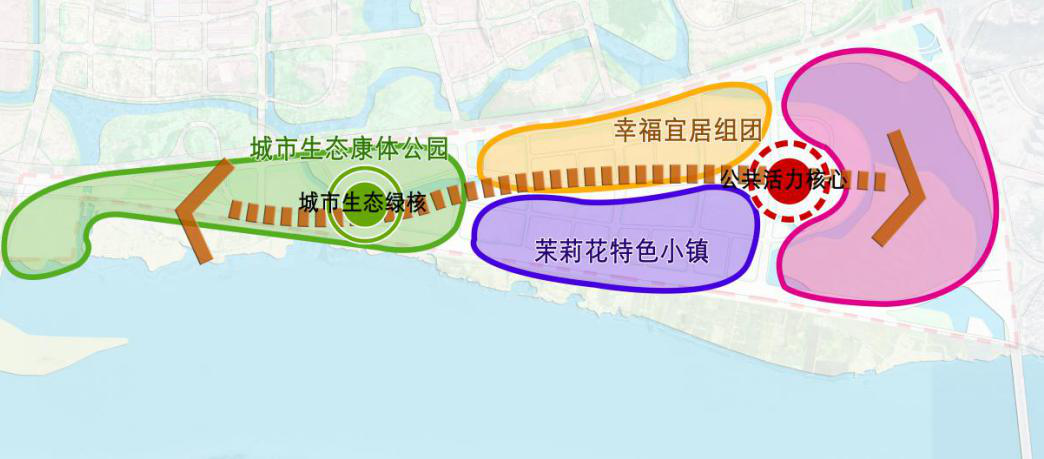 幸福宜居组团
城市生态康体公园
公共活力核心
城市生态绿核
茉莉花特色小镇